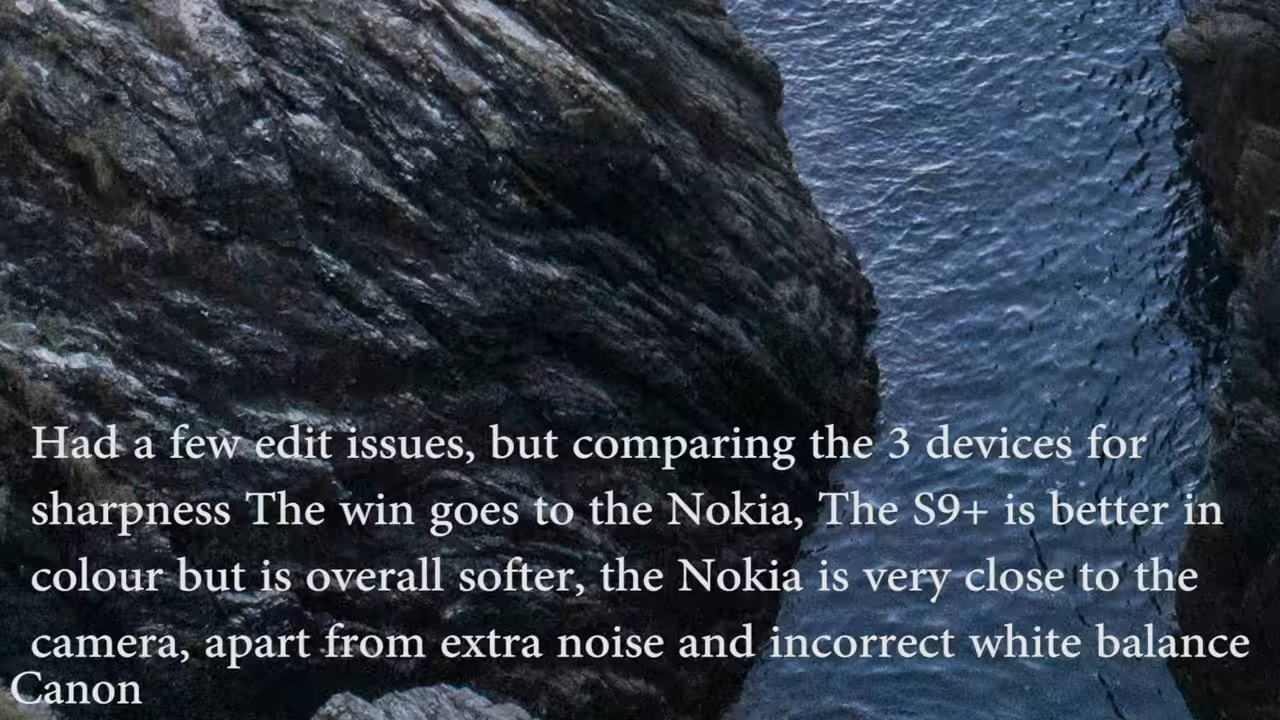 Had a few edit issues, but comparing the 3 devices for
sharpness The win goes to the Nokia, The S9+ is better in
colour but is overall softer, the Nokia is very close to the
camera, apart from extra noise and incorrect white balance
Canon